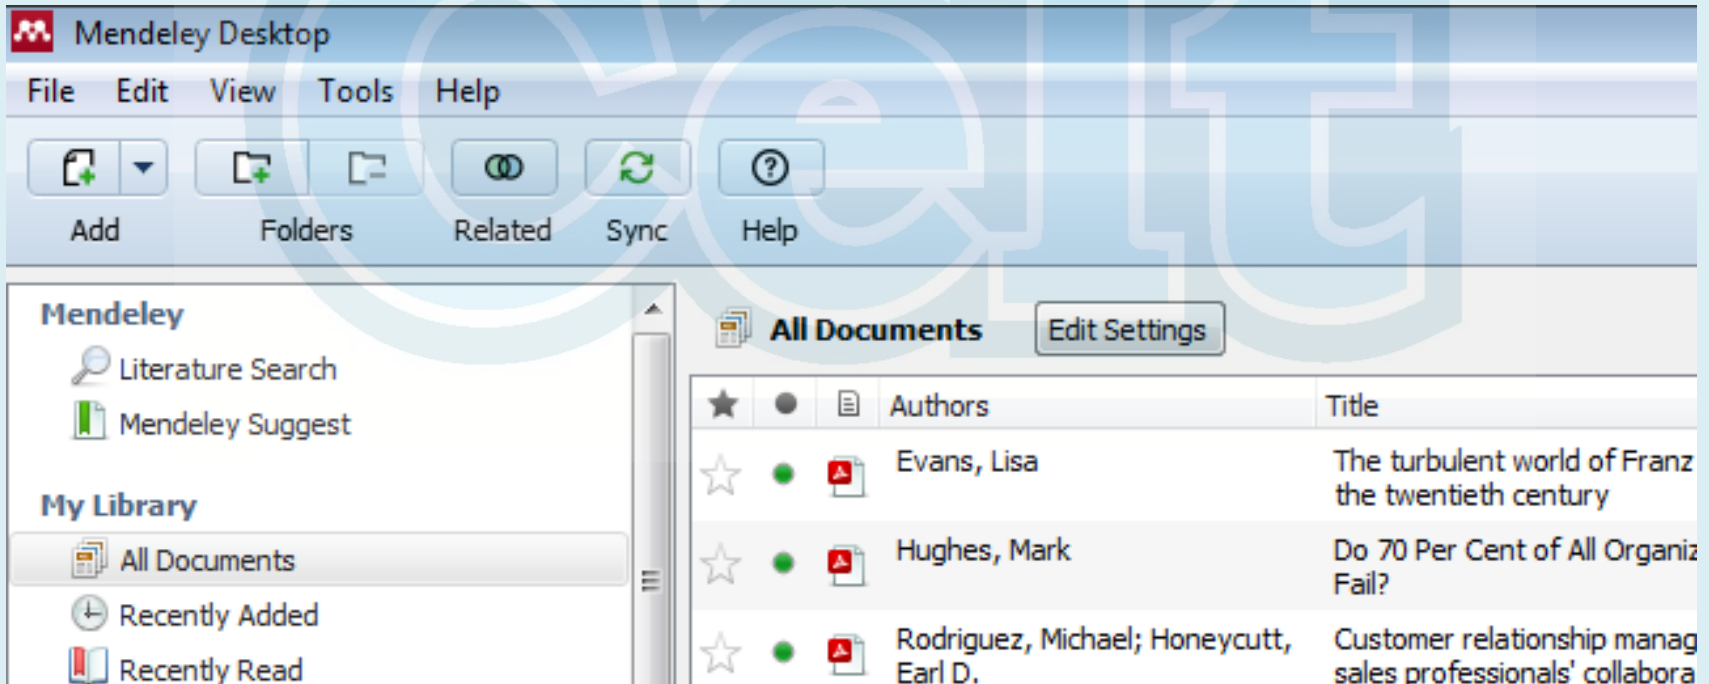 Mendeley Desktop
File Edit View Tools Help
Add Folders Related Sync Help
Mendeley
Literature Search
Mendeley Suggest
My Library
All Documents
Recently Added
Recently Read
All Documents Edit Settings
Authors Title
Evans, Lisa
The turbulent world of Franz
the twentieth century
Hughes, Mark
Do 70 Per Cent of All Organiz
Fail?
Rodriguez, Michael; Honeycutt,
Earl D.
Customer relationship manag
sales professionals' collabora
ceit